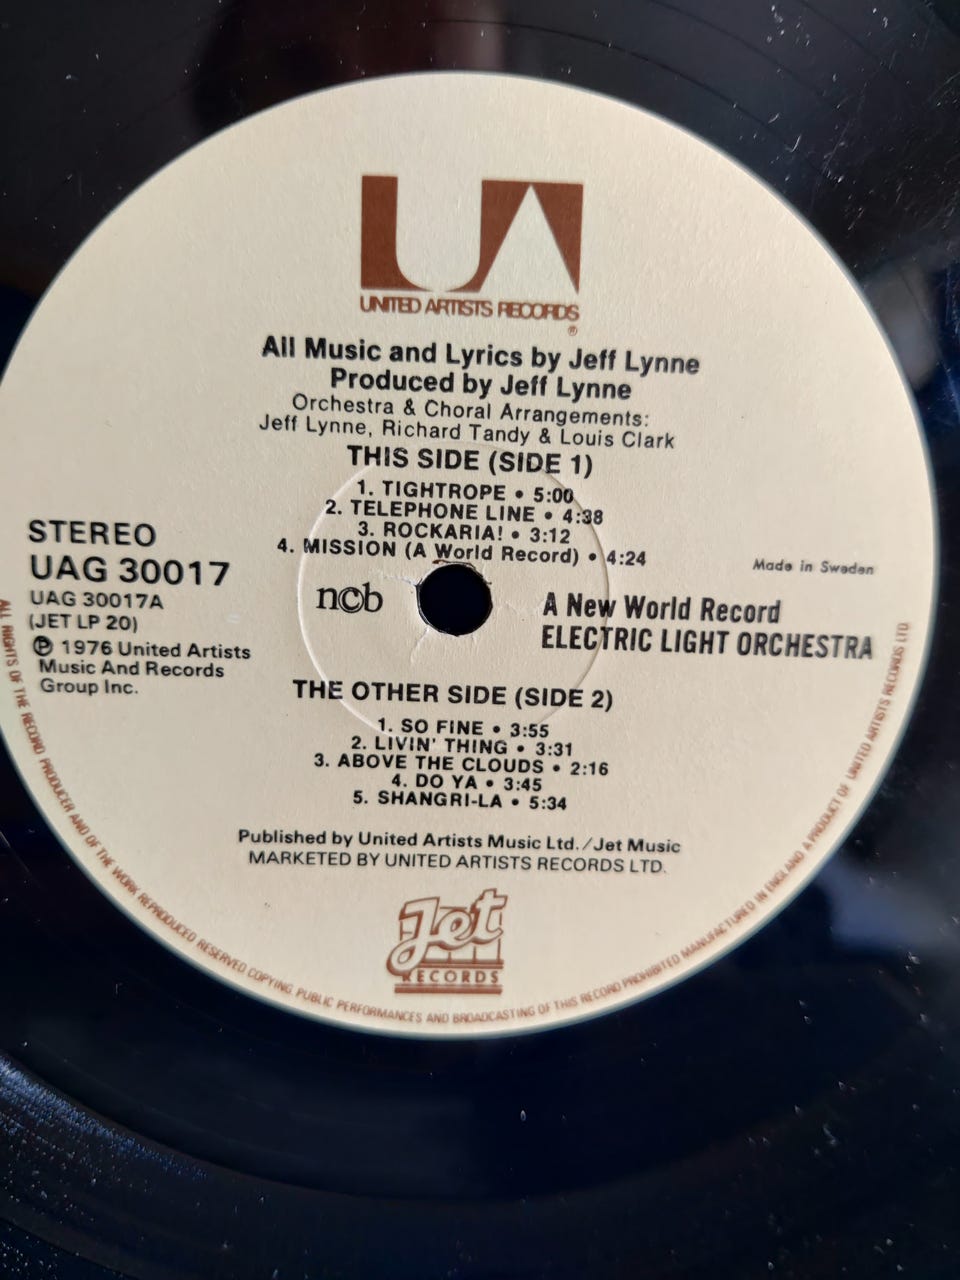 UA
UNITED ARTISTS RECORDS
®
All Music and Lyrics by Jeff Lynne
Produced by Jeff Lynne
Orchestra & Choral Arrangements:
Jeff Lynne, Richard Tandy & Louis Clark
THIS SIDE (SIDE 1)
1. TIGHTROPE • 5:00
2. TELEPHONE LINE • 4:38
3. ROCKARIA! • 3:12
4. MISSION (A World Record) • 4:24
STEREO
UAG 30017
UAG 30017A
(JET LP 20)
℗ 1976 United Artists
Music And Records
Group Inc.
ncb
Made in Sweden
A New World Record
ELECTRIC LIGHT ORCHESTRA
THE OTHER SIDE (SIDE 2)
1. SO FINE • 3:55
2. LIVIN' THING • 3:31
3. ABOVE THE CLOUDS • 2:16
4. DO YA • 3:45
5. SHANGRI-LA • 5:34
Published by United Artists Music Ltd./Jet Music
MARKETED BY UNITED ARTISTS RECORDS LTD.
Jet
RECORDS
ALL RIGHTS OF THE RECORD PRODUCER AND OF THE WORK REPRODUCED RESERVED COPYING PUBLIC PERFORMANCES AND BROADCASTING OF THIS RECORD PROHIBITED MANUFACTURED IN ENGLAND A PRODUCT OF UNITED ARTISTS RECORDS LTD.